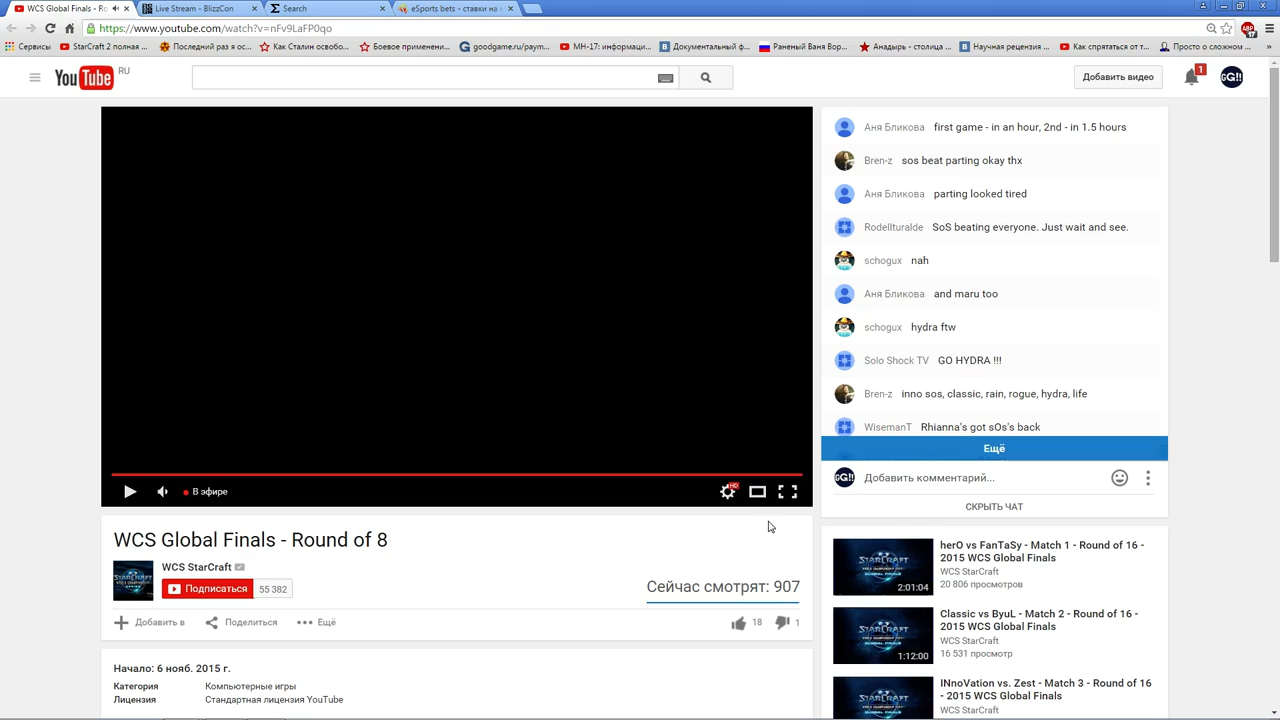 WCS Global Finals - Ro
Live Stream - BlizzCon
Search
eSports bets - ставки на
https://www.youtube.com/watch?v=nFv9LaFP0qo
Сервисы
StarCraft 2 полная ...
Последний раз я ос...
Как Сталин освобо...
Боевое применени...
goodgame.ru/paym...
МН-17: информаци...
Документальный ф...
Раненый Ваня Вор...
Анадырь - столица ...
Научная рецензия ...
Как спрятаться от т...
Просто о сложном ...
YouTube RU
Добавить видео
1
GG!!
Аня Бликова first game - in an hour, 2nd - in 1.5 hours
Bren-z sos beat parting okay thx
Аня Бликова parting looked tired
RodelIturalde SoS beating everyone. Just wait and see.
schogux nah
Аня Бликова and maru too
schogux hydra ftw
Solo Shock TV GO HYDRA !!!
Bren-z inno sos, classic, rain, rogue, hydra, life
WisemanT Rhianna's got sOs's back
Ещё
GG!! Добавить комментарий...
СКРЫТЬ ЧАТ
В эфире
HD
WCS Global Finals - Round of 8
WCS StarCraft
Подписаться 55 382
Сейчас смотрят: 907
Добавить в
Поделиться
Ещё
18
1
Начало: 6 нояб. 2015 г.
Категория Компьютерные игры
Лицензия Стандартная лицензия YouTube
herO vs FanTaSy - Match 1 - Round of 16 -
2015 WCS Global Finals
WCS StarCraft
20 806 просмотров
2:01:04
Classic vs ByuL - Match 2 - Round of 16 -
2015 WCS Global Finals
WCS StarCraft
16 531 просмотр
1:12:00
INnoVation vs. Zest - Match 3 - Round of 16
- 2015 WCS Global Finals
WCS StarCraft